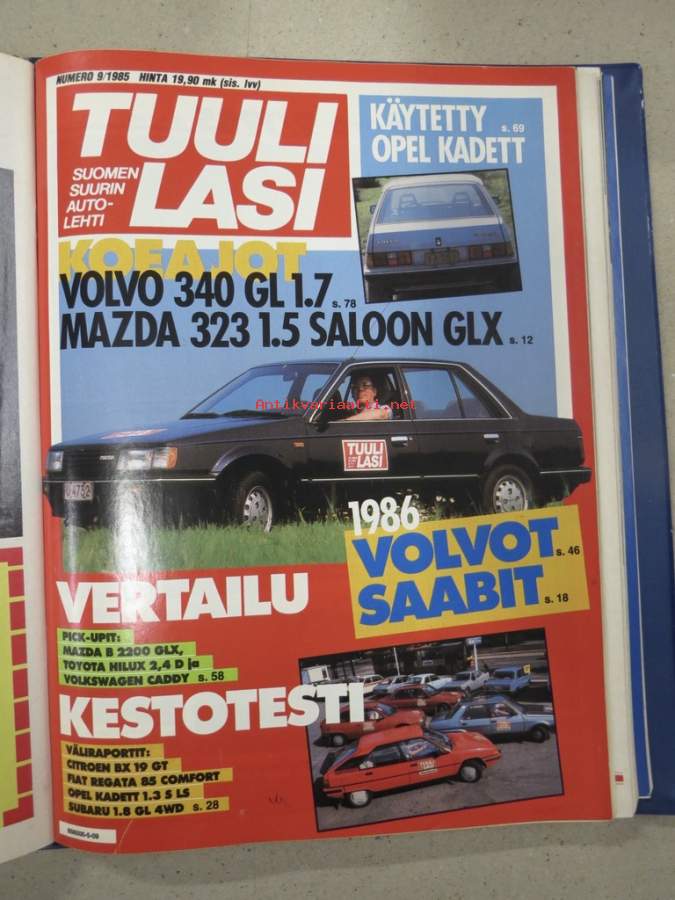 NUMERO 9/1985 HINTA 19,90 mk (sis. lvv)
TUULI
LASI
SUOMEN
SUURIN
AUTO-
LEHTI
KÄYTETTY s. 69
OPEL KADETT
KOEAJOT
VOLVO 340 GL 1.7 s. 78
MAZDA 323 1.5 SALOON GLX s. 12
Antikvariaatti.net
TUULI
LASI
1986
VOLVOT s. 46
SAABIT s. 18
VERTAILU
PICK-UPIT:
MAZDA B 2200 GLX,
TOYOTA HILUX 2,4 D ja
VOLKSWAGEN CADDY s. 58
KESTOTESTI
VÄLIRAPORTIT:
CITROEN BX 19 GT
FIAT REGATA 85 COMFORT
OPEL KADETT 1.3 S LS
SUBARU 1.8 GL 4WD s. 28
TUULI
LASI